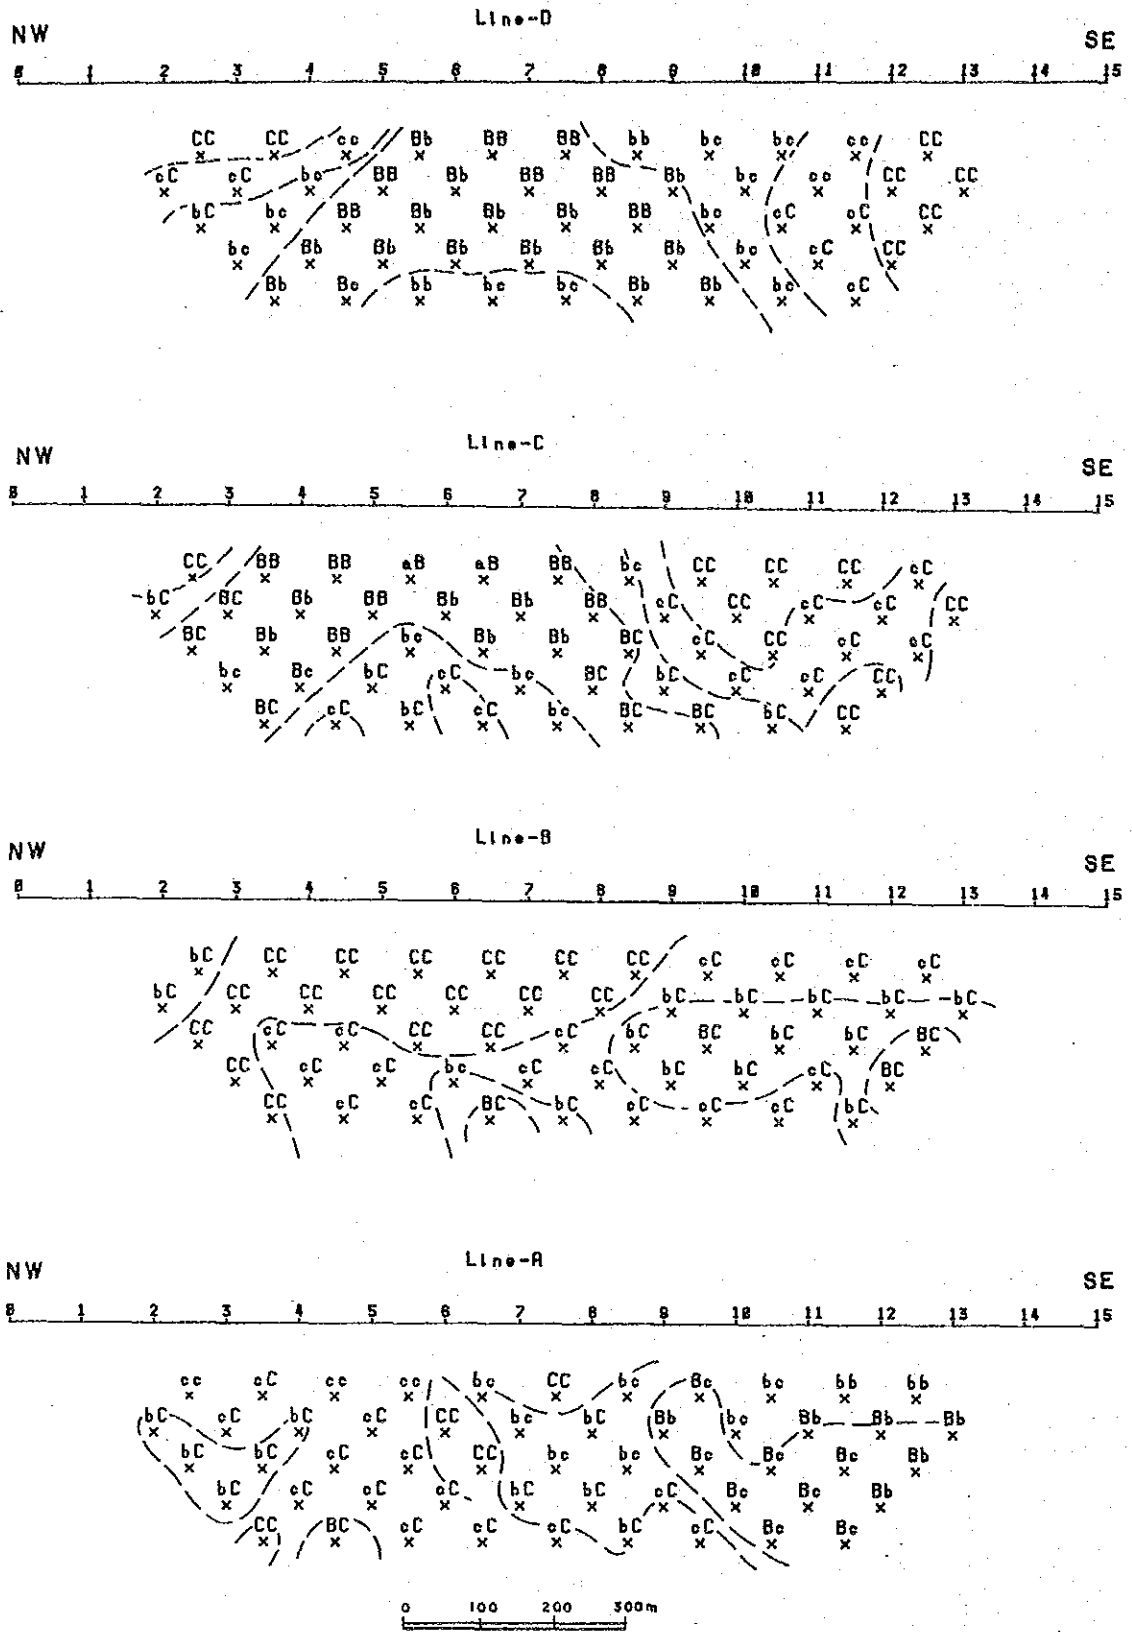 Line-D
NW SE
0 1 2 3 4 5 6 7 8 9 10 11 12 13 14 15
CC CC cc Bb BB BB bb bc bc cc CC
cC cC bc BB Bb BB BB Bb bc cc CC CC
bC bc BB Bb Bb Bb BB bc cC cC CC
bc Bb Bb Bb Bb Bb Bb bc cC CC
Bb Bc bb bc bc Bb Bb bc cC
Line-C
NW SE
0 1 2 3 4 5 6 7 8 9 10 11 12 13 14 15
CC BB BB aB aB BB bc CC CC CC cC
bC BC Bb BB Bb Bb BB cC CC cC cC CC
BC Bb BB bc Bb Bb BC cC CC cC cC
bc Bc bC cC bc BC bC cC cC CC
BC cC bC cC bc BC BC bC CC
Line-B
NW SE
0 1 2 3 4 5 6 7 8 9 10 11 12 13 14 15
bC CC CC CC CC CC CC cC cC cC cC
bC CC CC CC CC CC CC bC bC bC bC bC
CC cC cC CC CC cC bC BC bC bC BC
CC cC cC bc cC cC bC bC cC BC
CC cC cC BC bC cC cC cC bC
Line-A
NW SE
0 1 2 3 4 5 6 7 8 9 10 11 12 13 14 15
cc cC cc cc bc CC bc Bc bc bb bb
bC cC bC cC CC bc bC Bb bc Bb Bb Bb
bC bC cC cC CC bc bc Bc Bc Bc Bb
bC cC cC cC bC bC cC Bc Bc Bb
CC BC cC cC cC bC cC Bc Bc
0 100 200 300m